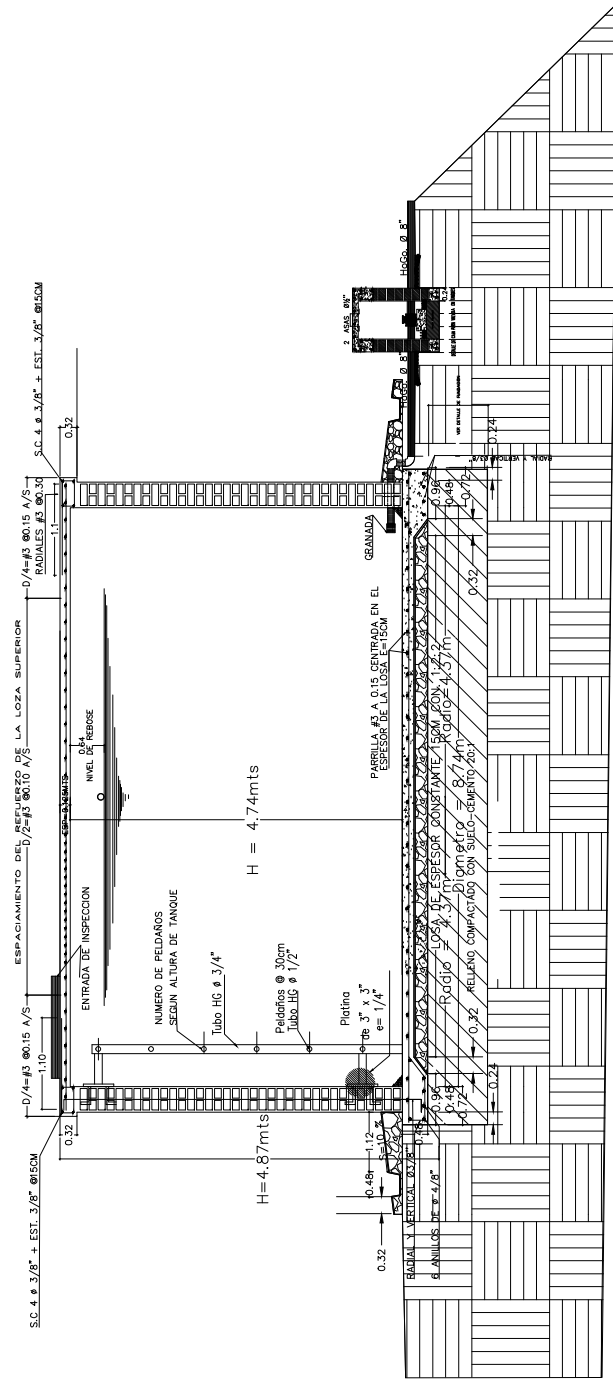 ESPACIAMIENTO DEL REFUERZO DE LA LOZA SUPERIOR
D/4=#3 @0.15 A/S
D/2=#3 @0.10 A/S
D/4=#3 @0.15 A/S
RADIALES #3 @0.30
S.C 4 ø 3/8" + EST. 3/8" @15CM
S.C 4 ø 3/8" + EST. 3/8" @15CM
1.10
1.1
0.32
0.32
ENTRADA DE INSPECCION
0.64
NIVEL DE REBOSE
NUMERO DE PELDAÑOS
SEGUN ALTURA DE TANQUE
Tubo HG ø 3/4"
Peldaños @ 30cm
Tubo HG ø 1/2"
Platina
de 3" x 3"
e= 1/4"
H = 4.74mts
H=4.87mts
PARRILLA #3 A 0.15 CENTRADA EN EL
ESPESOR DE LA LOSA E=15CM
GRANADA
2 ASAS Ø½"
HoGo. Ø 8"
HoGo. Ø 8"
0.48
1.12
S=10 %
0.32
0.48
RADIAL Y VERTICAL Ø3/8"
6 ANILLOS DE ø 4/8"
0.96
0.48
0.72
0.24
0.32
LOSA DE ESPESOR CONSTANTE 15CM CON 1:2:2
Radio = 4.37m
Radio=4.37m
Diametro = 8.74m
RELLENO COMPACTADO CON SUELO-CEMENTO 20:1
0.32
0.96
0.48
0.72
0.24
RADIAL Y VERTICAL Ø3/8"